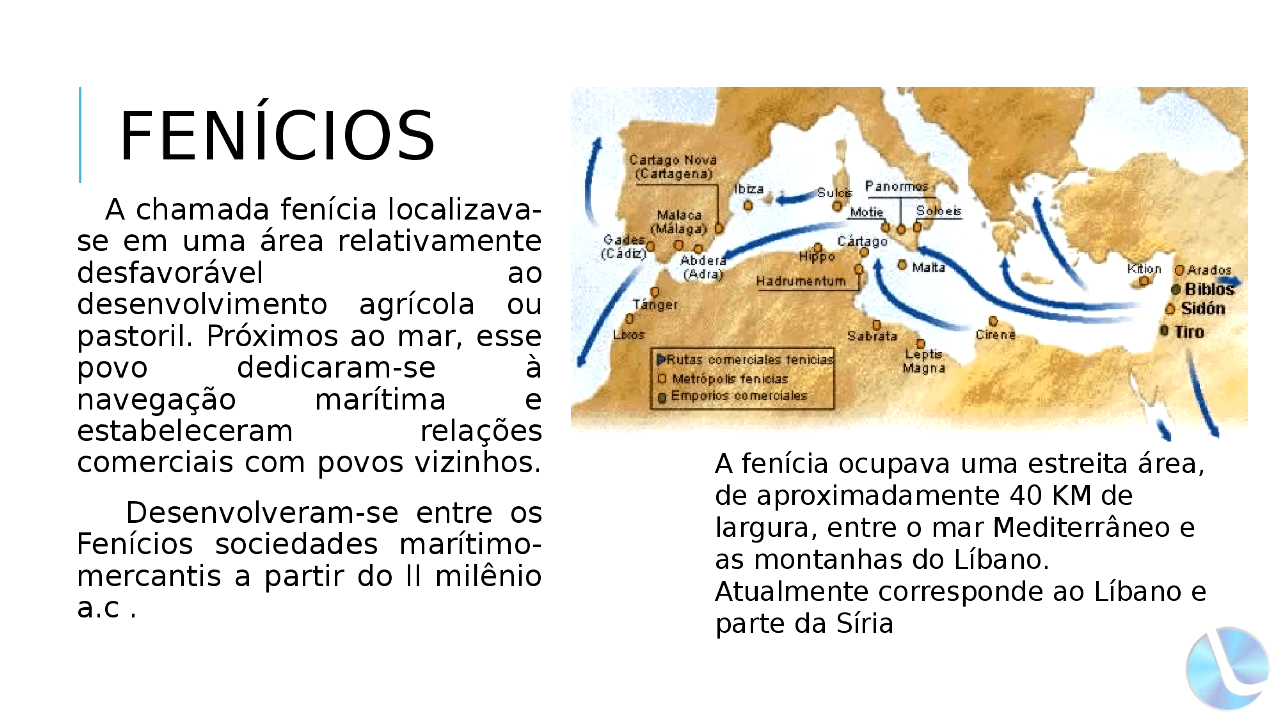 FENÍCIOS
A chamada fenícia localizava-
se em uma área relativamente
desfavorável ao
desenvolvimento agrícola ou
pastoril. Próximos ao mar, esse
povo dedicaram-se à
navegação marítima e
estabeleceram relações
comerciais com povos vizinhos.
Desenvolveram-se entre os
Fenícios sociedades marítimo-
mercantis a partir do II milênio
a.c .
Cartago Nova
(Cartagena)
Ibiza
Sulcis
Panormos
Malaca
(Málaga)
Motie
Soloeis
Gades
(Cádiz)
Abdera
(Adra)
Hippo
Cártago
Malta
Hadrumentum
Kition
Arados
Biblos
Sidón
Tiro
Tánger
Lixos
Sabrata
Cirene
Leptis
Magna
Rutas comerciales fenicias
Metrópolis fenicias
Emporios comerciales
A fenícia ocupava uma estreita área,
de aproximadamente 40 KM de
largura, entre o mar Mediterrâneo e
as montanhas do Líbano.
Atualmente corresponde ao Líbano e
parte da Síria